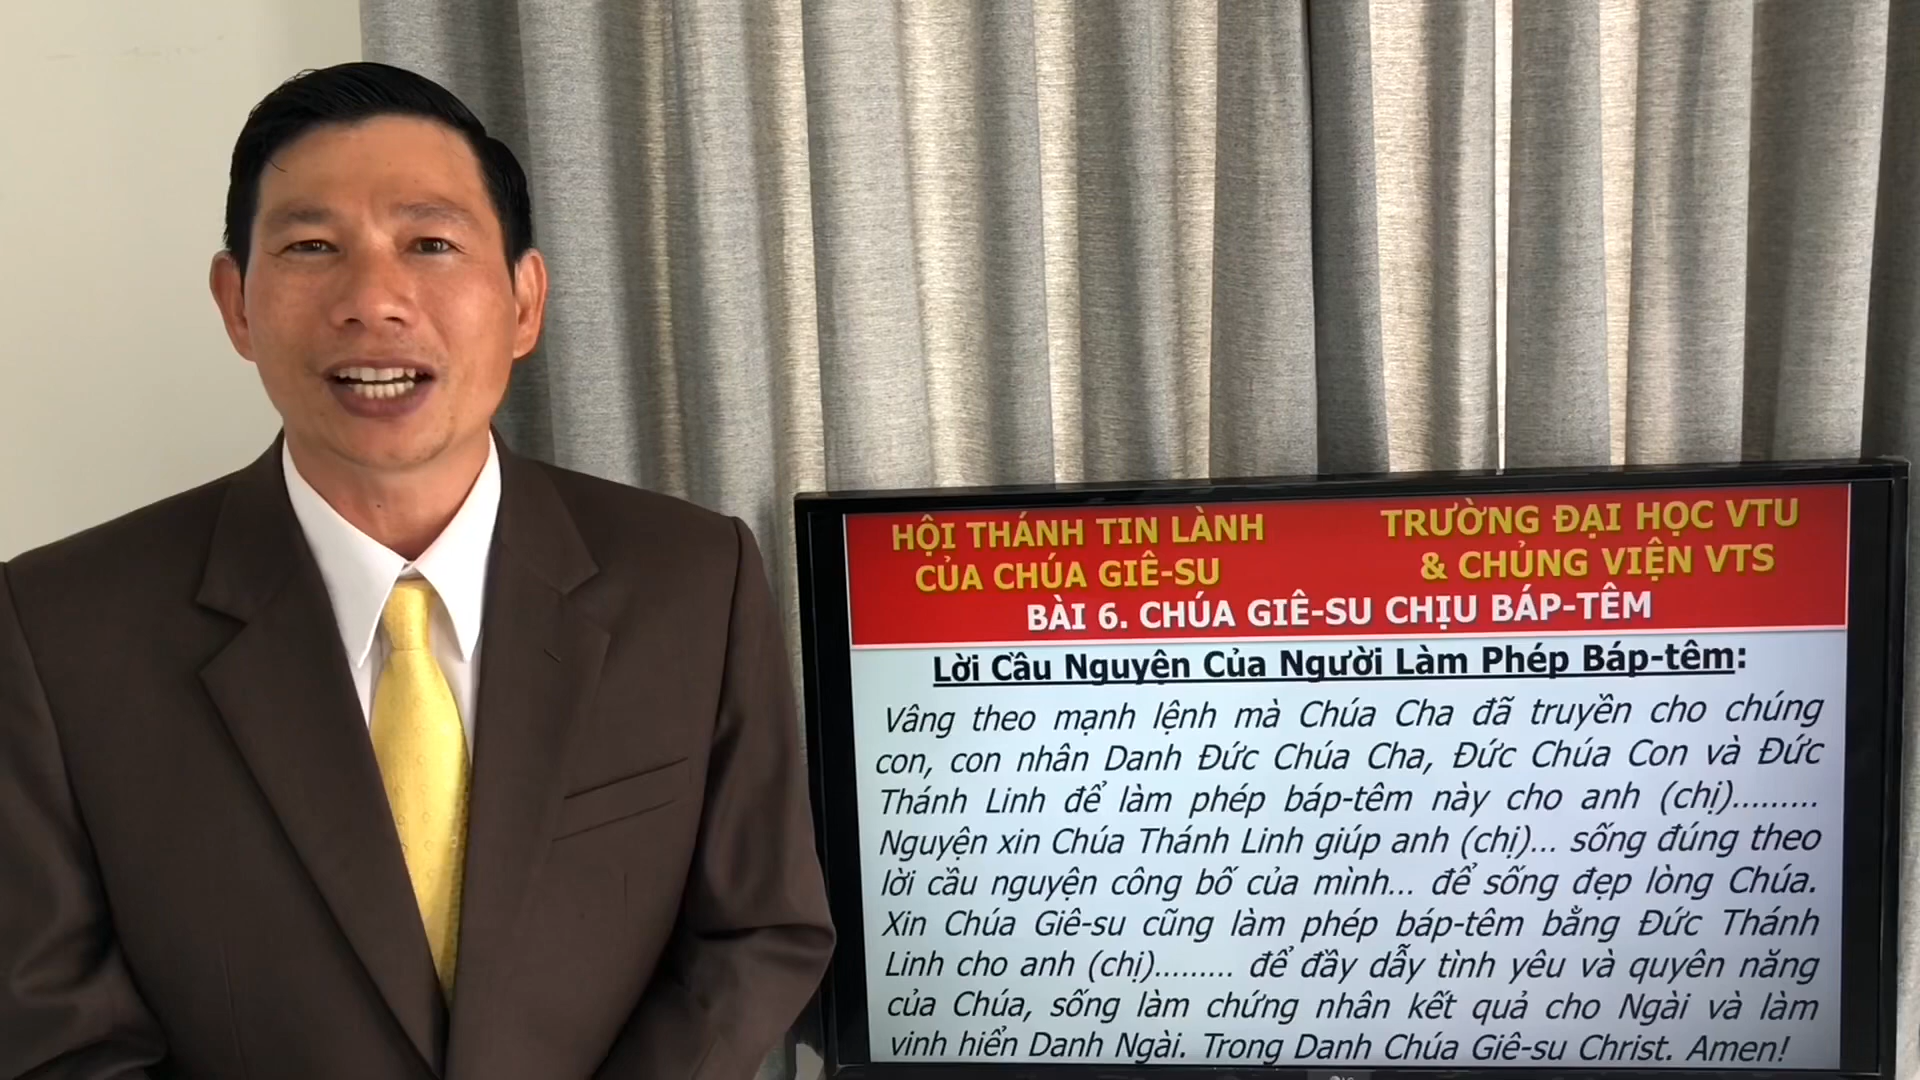 HỘI THÁNH TIN LÀNH
CỦA CHÚA GIÊ-SU
TRƯỜNG ĐẠI HỌC VTU
& CHỦNG VIỆN VTS
BÀI 6. CHÚA GIÊ-SU CHỊU BÁP-TÊM
Lời Cầu Nguyện Của Người Làm Phép Báp-têm:
Vâng theo mạnh lệnh mà Chúa Cha đã truyền cho chúng
con, con nhân Danh Đức Chúa Cha, Đức Chúa Con và Đức
Thánh Linh để làm phép báp-têm này cho anh (chị).........
Nguyện xin Chúa Thánh Linh giúp anh (chị)... sống đúng theo
lời cầu nguyện công bố của mình... để sống đẹp lòng Chúa.
Xin Chúa Giê-su cũng làm phép báp-têm bằng Đức Thánh
Linh cho anh (chị)......... để đầy dẫy tình yêu và quyên năng
của Chúa, sống làm chứng nhân kết quả cho Ngài và làm
vinh hiển Danh Ngài. Trong Danh Chúa Giê-su Christ. Amen!